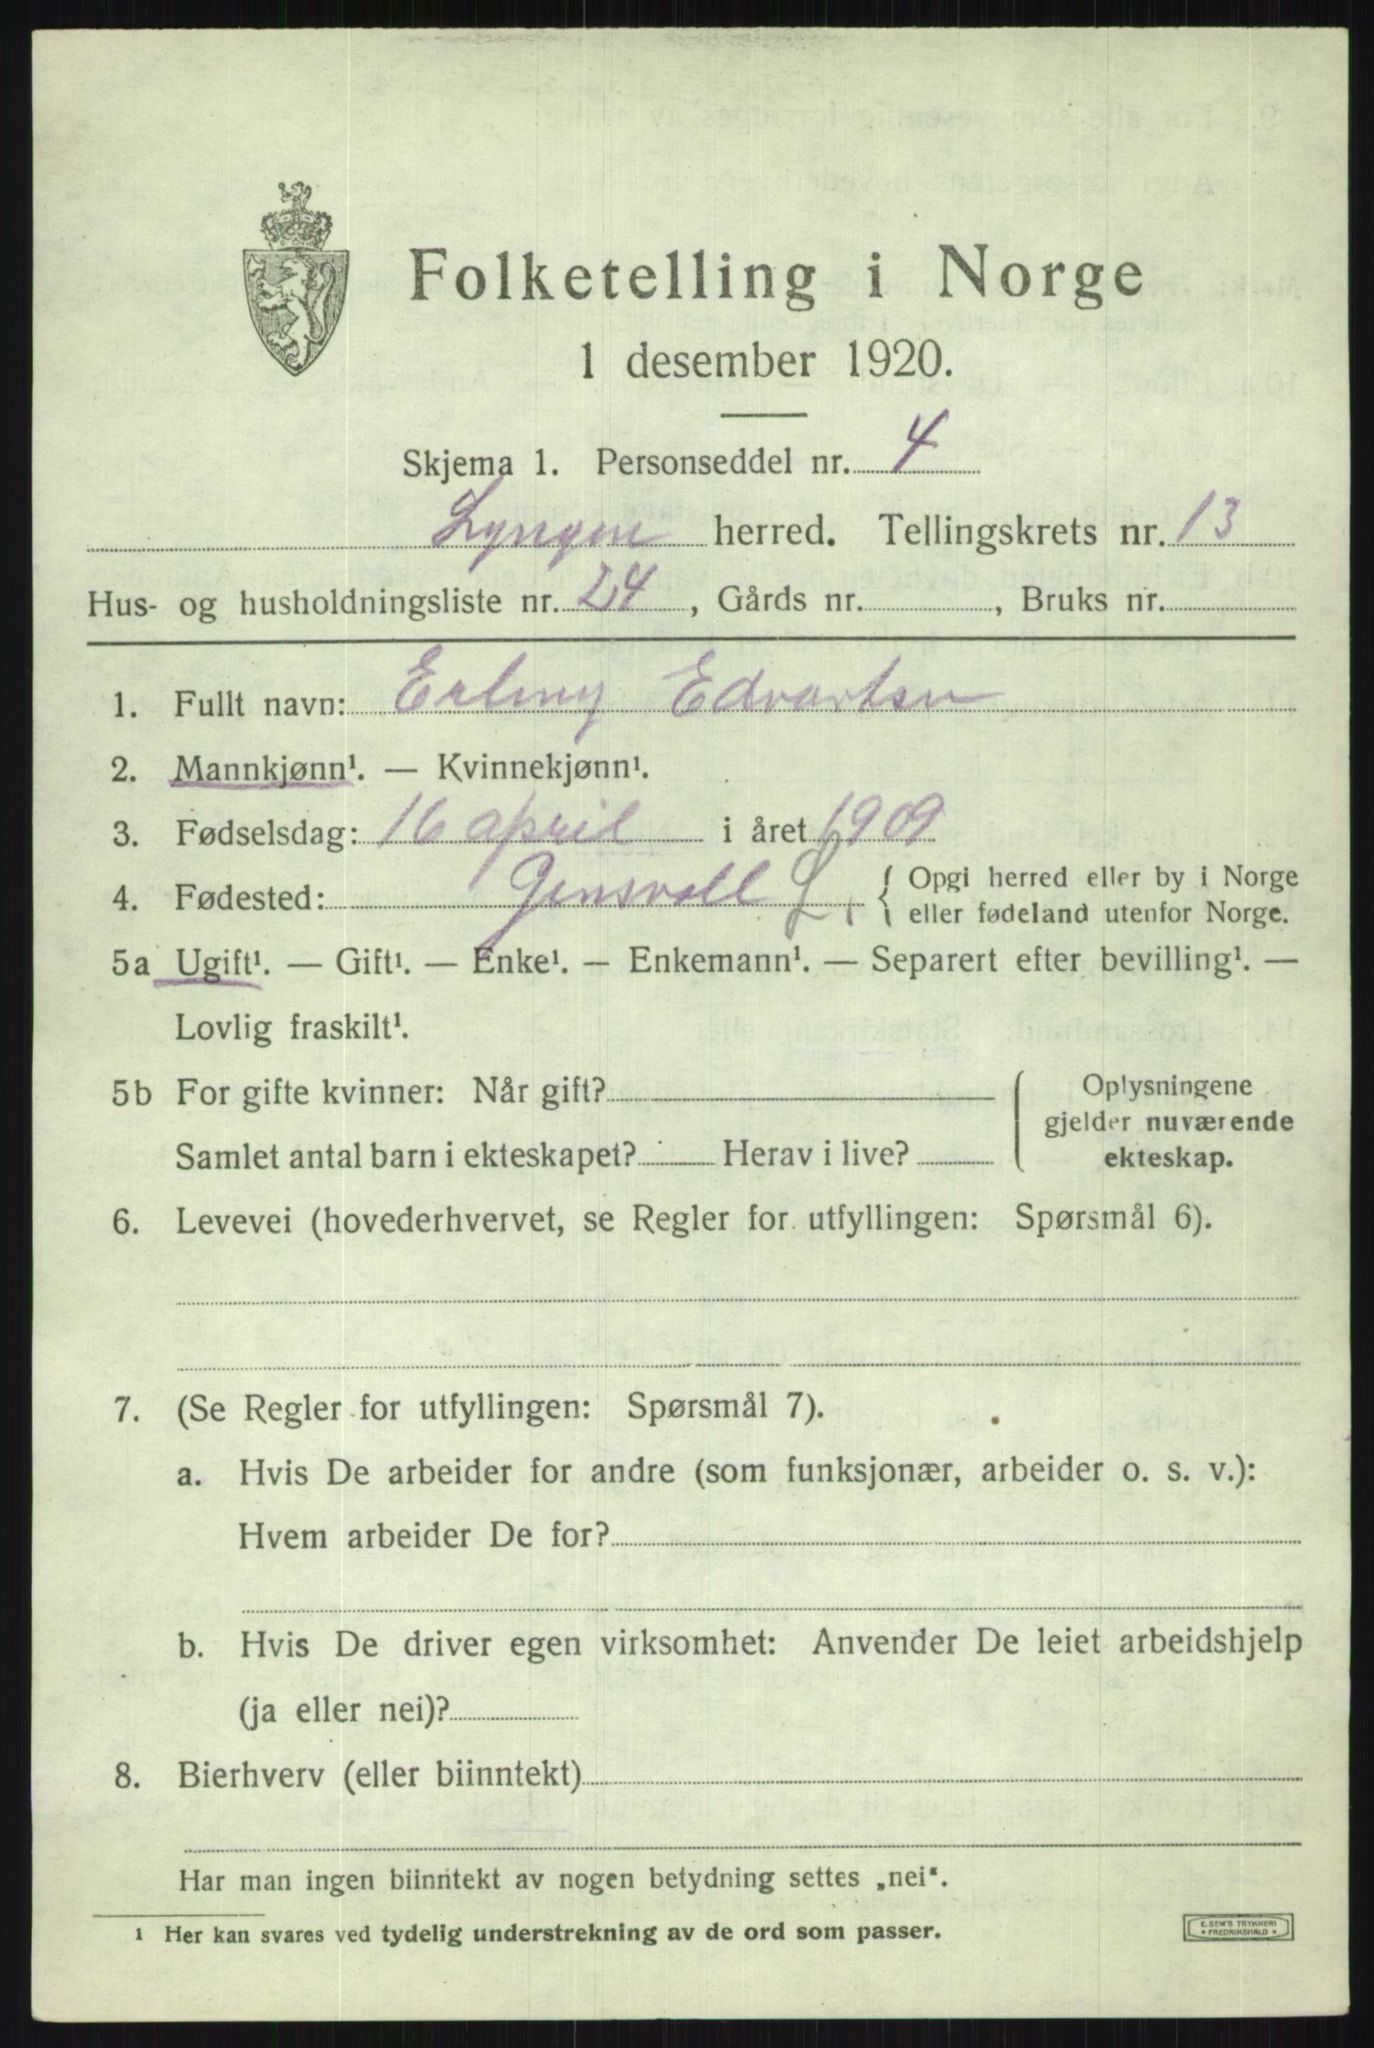 Folketelling i Norge
1 desember 1920.
Skjema 1. Personseddel nr. 4
Lyngen herred. Tellingskrets nr. 13
Hus- og husholdningsliste nr. 24, Gårds nr. , Bruks nr.
1. Fullt navn: Erling Edvartsen
2. Mannkjønn¹. — Kvinnekjønn¹.
3. Fødselsdag: 16 april i året 1909
4. Fødested: Jensvoll L. { Opgi herred eller by i Norge
eller fødeland utenfor Norge.
5a Ugift¹. — Gift¹. — Enke¹. — Enkemann¹. — Separert efter bevilling¹. —
Lovlig fraskilt¹.
5b For gifte kvinner: Når gift?
Samlet antal barn i ekteskapet? Herav i live?
Oplysningene
gjelder nuværende
ekteskap.
6. Levevei (hovederhvervet, se Regler for utfyllingen: Spørsmål 6).
7. (Se Regler for utfyllingen: Spørsmål 7).
a. Hvis De arbeider for andre (som funksjonær, arbeider o. s. v.):
Hvem arbeider De for?
b. Hvis De driver egen virksomhet: Anvender De leiet arbeidshjelp
(ja eller nei)?
8. Bierhverv (eller biinntekt)
Har man ingen biinntekt av nogen betydning settes „nei".
¹ Her kan svares ved tydelig understrekning av de ord som passer.
E. SEM'S TRYKKERI
* FREDRIKSHALD *